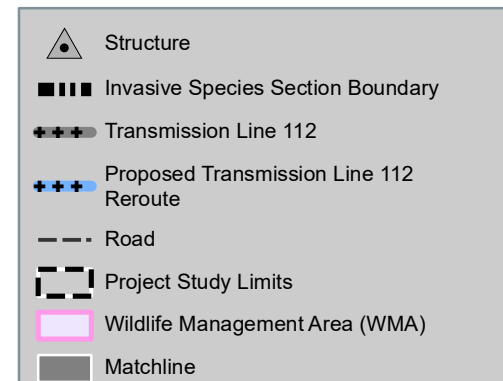 Structure
Invasive Species Section Boundary
Transmission Line 112
Proposed Transmission Line 112
Reroute
Road
Project Study Limits
Wildlife Management Area (WMA)
Matchline